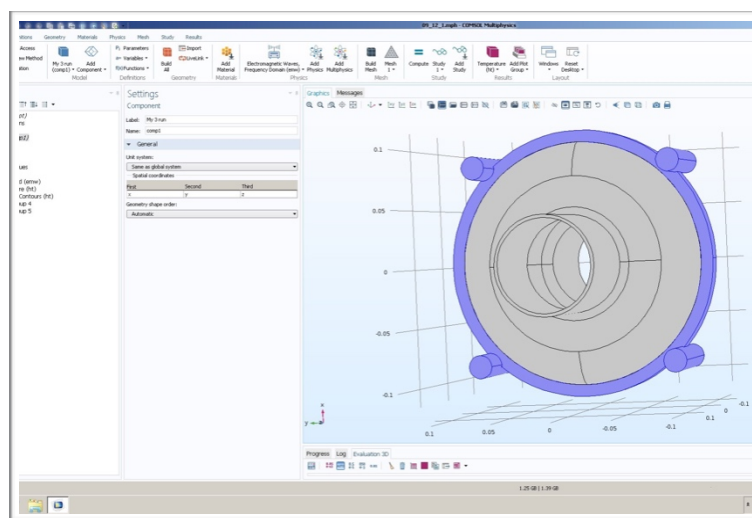 05_12_1.mph - COMSOL Multiphysics
Geometry Materials Physics Mesh Study Results
Access
ew Method
My 3-run
(comp1)
Add
Component
Model
Pi Parameters
a= Variables
f(x) Functions
Definitions
Build
All
Import
LiveLink
Geometry
Add
Material
Materials
Electromagnetic Waves,
Frequency Domain (emw)
Add
Physics
Add
Multiphysics
Physics
Build
Mesh
Mesh
1
Mesh
Compute
Study
1
Add
Study
Study
Temperature
(ht)
Add Plot
Group
Results
Windows
Reset
Desktop
Layout
ues
d (emw)
re (ht)
Contours (ht)
up 4
up 5
Settings
Component
Label: My 3-run
Name: comp1
General
Unit system:
Same as global system
Spatial coordinates
First Second Third
x y z
Geometry shape order:
Automatic
Graphics Messages
0.1
0.05
0
-0.05
-0.1
0.1 0.05 0 -0.05 -0.1
0.1 0 -0.1
x
y z
Progress Log Evaluation 3D
1.25 GB | 1.39 GB